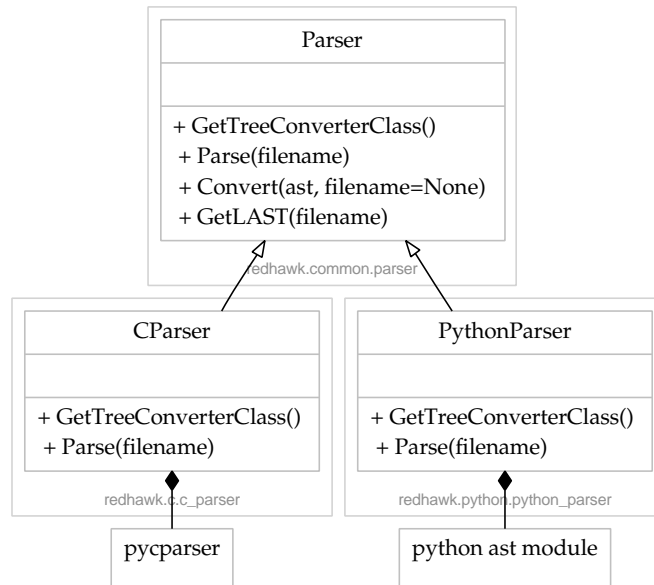 Parser
+ GetTreeConverterClass()
+ Parse(filename)
+ Convert(ast, filename=None)
+ GetLAST(filename)
redhawk.common.parser
CParser
+ GetTreeConverterClass()
+ Parse(filename)
redhawk.c.c_parser
pycparser
PythonParser
+ GetTreeConverterClass()
+ Parse(filename)
redhawk.python.python_parser
python ast module